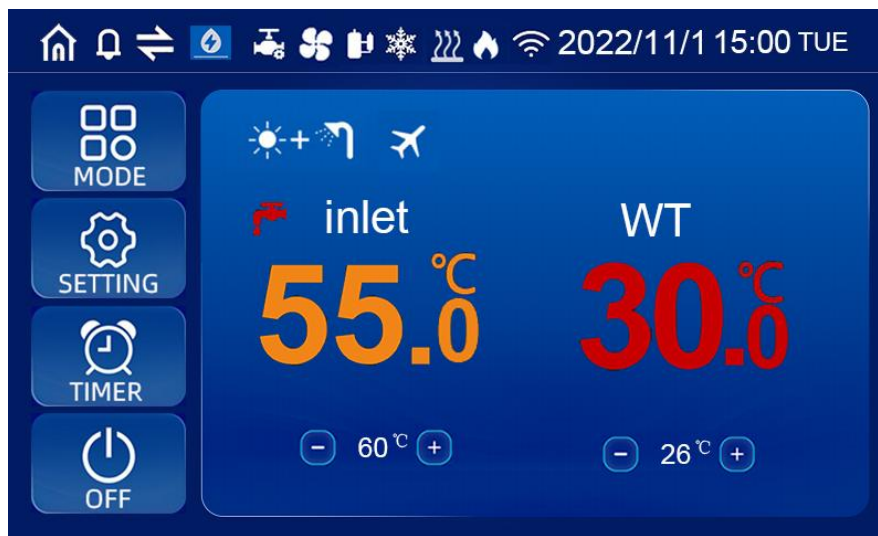 2022/11/1 15:00 TUE
MODE
SETTING
TIMER
OFF
inlet
WT
55.0℃
30.0℃
- 60℃ +
- 26℃ +